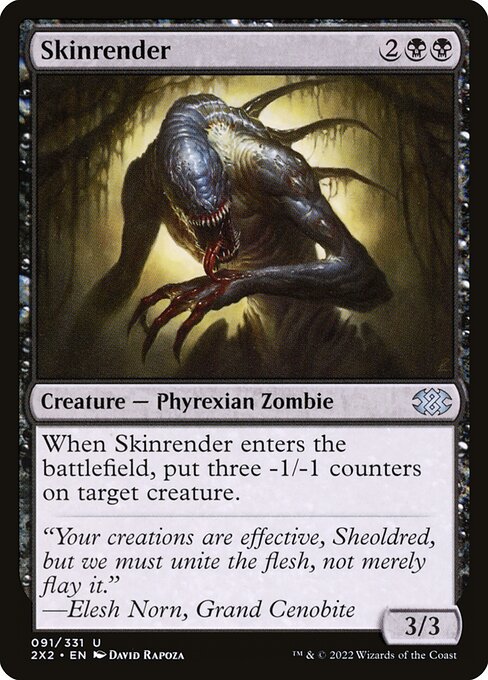 Skinrender 2
Creature — Phyrexian Zombie
When Skinrender enters the
battlefield, put three -1/-1 counters
on target creature.
“Your creations are effective, Sheoldred,
but we must unite the flesh, not merely
flay it.”
—Elesh Norn, Grand Cenobite
3/3
091/331 U
2X2 • EN David Rapoza ™ & © 2022 Wizards of the Coast